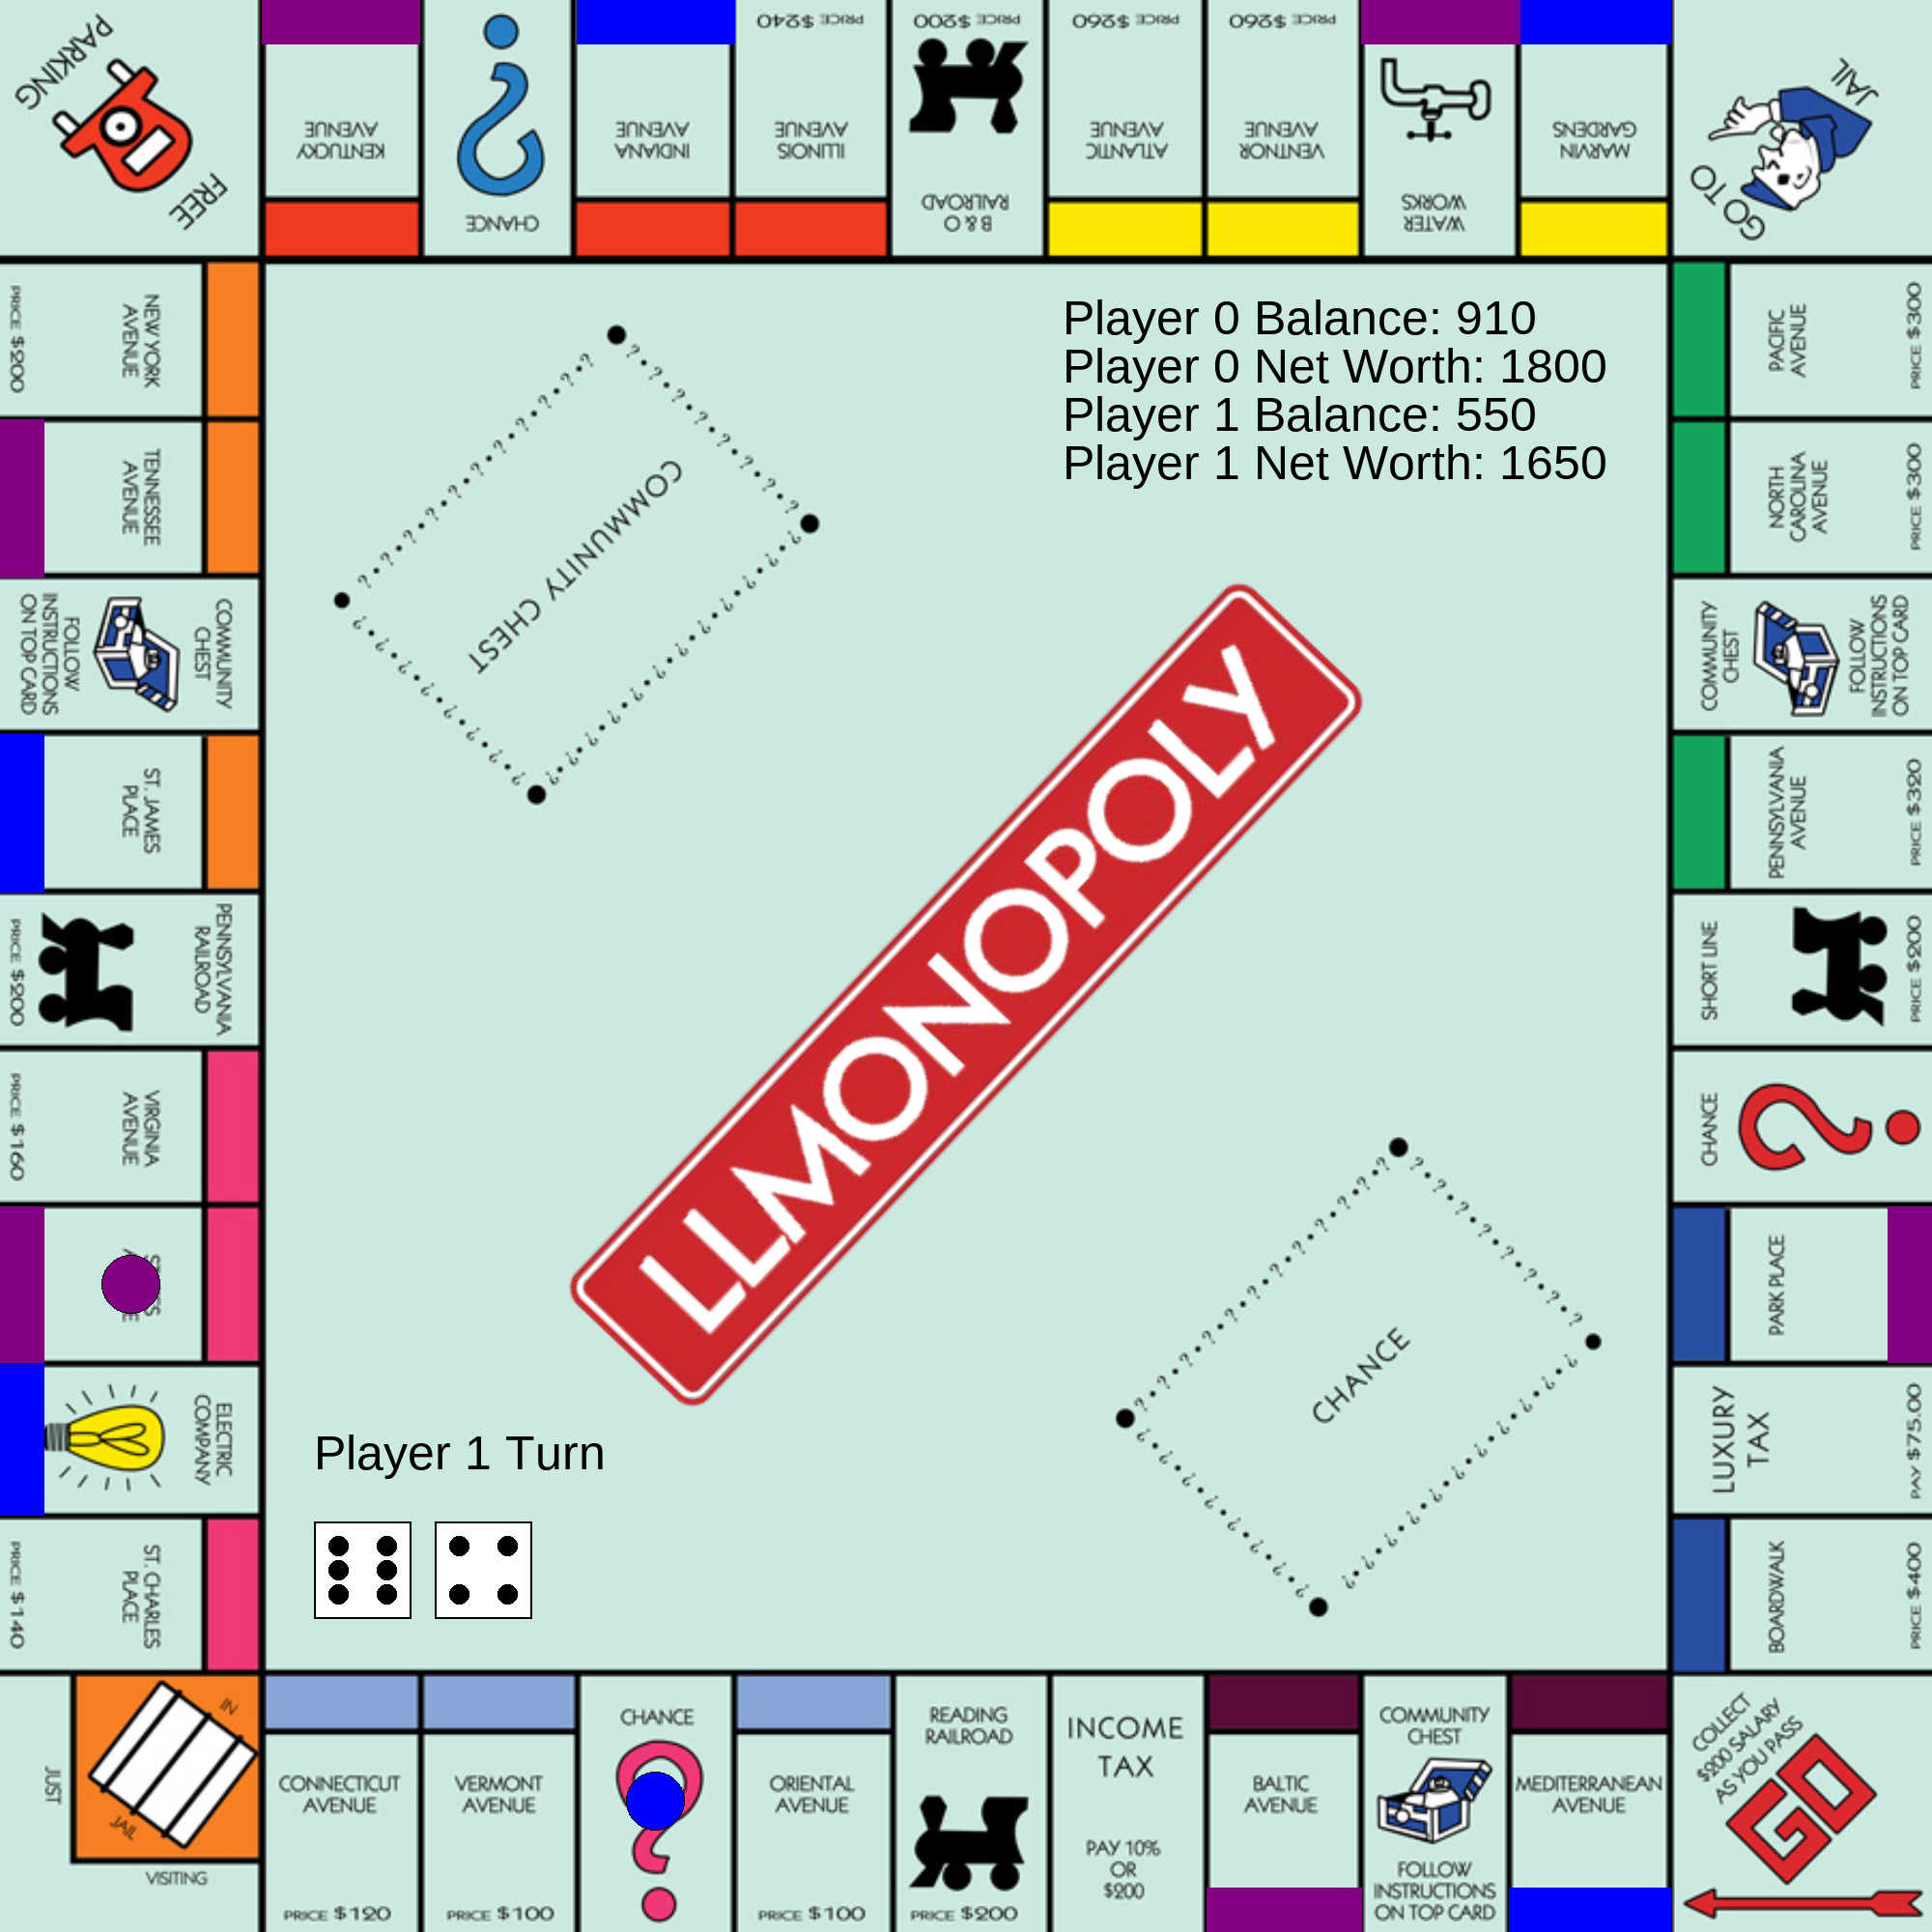 FREE
PARKING
KENTUCKY
AVENUE
CHANCE
INDIANA
AVENUE
ILLINOIS
AVENUE
PRICE $240
B & O
RAILROAD
PRICE $200
ATLANTIC
AVENUE
PRICE $260
VENTNOR
AVENUE
PRICE $260
WATER
WORKS
MARVIN
GARDENS
GO TO
JAIL
NEW YORK
AVENUE
PRICE $200
TENNESSEE
AVENUE
COMMUNITY
CHEST
FOLLOW
INSTRUCTIONS
ON TOP CARD
ST. JAMES
PLACE
PENNSYLVANIA
RAILROAD
PRICE $200
VIRGINIA
AVENUE
PRICE $160
ELECTRIC
COMPANY
ST. CHARLES
PLACE
PRICE $140
Player 0 Balance: 910
Player 0 Net Worth: 1800
Player 1 Balance: 550
Player 1 Net Worth: 1650
COMMUNITY CHEST
LLMONOPOLY
CHANCE
Player 1 Turn
PACIFIC
AVENUE
PRICE $300
NORTH
CAROLINA
AVENUE
PRICE $300
COMMUNITY
CHEST
FOLLOW
INSTRUCTIONS
ON TOP CARD
PENNSYLVANIA
AVENUE
PRICE $320
SHORT LINE
PRICE $200
CHANCE
PARK PLACE
LUXURY
TAX
PAY $75.00
BOARDWALK
PRICE $400
IN
JAIL
JUST
VISITING
CONNECTICUT
AVENUE
PRICE $120
VERMONT
AVENUE
PRICE $100
CHANCE
ORIENTAL
AVENUE
PRICE $100
READING
RAILROAD
PRICE $200
INCOME
TAX
PAY 10%
OR
$200
BALTIC
AVENUE
COMMUNITY
CHEST
FOLLOW
INSTRUCTIONS
ON TOP CARD
MEDITERRANEAN
AVENUE
COLLECT
$200 SALARY
AS YOU PASS
GO